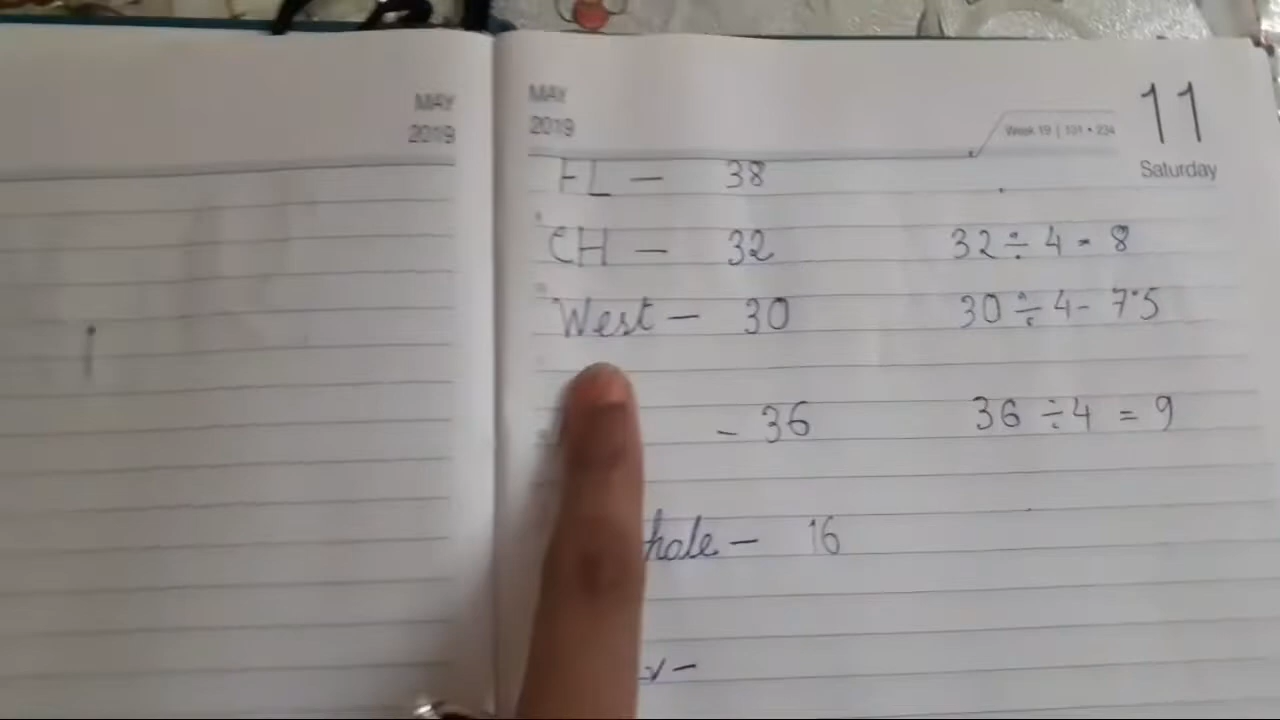 MAY
2019
MAY
2019
Week 19 | 131 • 234
11
Saturday
FL - 38
CH - 32 32 ÷ 4 = 8
West - 30 30 ÷ 4 - 7.5
- 36 36 ÷ 4 = 9
hole - 16